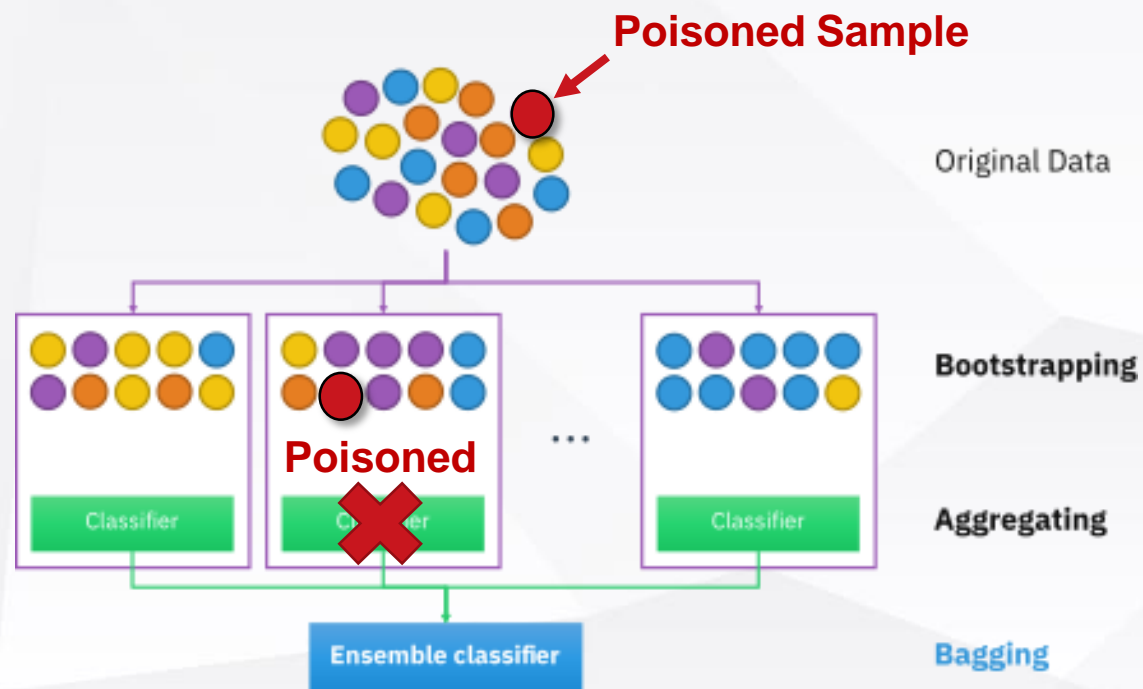 Poisoned Sample
Original Data
Bootstrapping
Poisoned
...
Classifier
Classifier
Aggregating
Ensemble classifier
Bagging